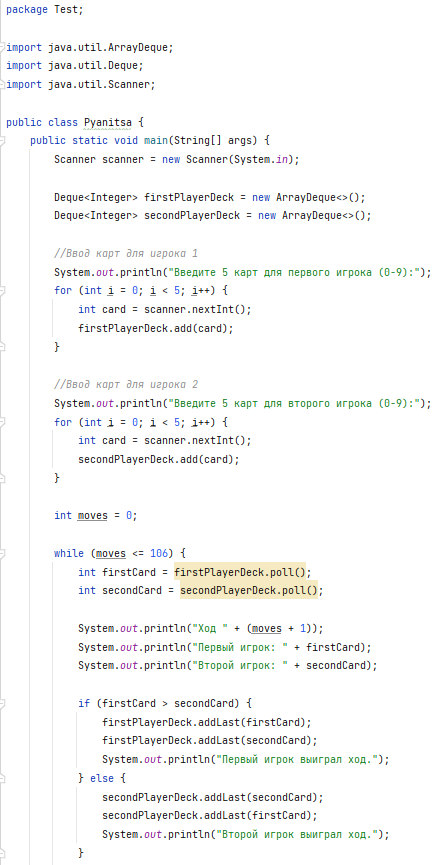 package Test;
import java.util.ArrayDeque;
import java.util.Deque;
import java.util.Scanner;
public class Pyanitsa {
public static void main(String[] args) {
Scanner scanner = new Scanner(System.in);
Deque<Integer> firstPlayerDeck = new ArrayDeque<>();
Deque<Integer> secondPlayerDeck = new ArrayDeque<>();
//Ввод карт для игрока 1
System.out.println("Введите 5 карт для первого игрока (0-9):");
for (int i = 0; i < 5; i++) {
int card = scanner.nextInt();
firstPlayerDeck.add(card);
}
//Ввод карт для игрока 2
System.out.println("Введите 5 карт для второго игрока (0-9):");
for (int i = 0; i < 5; i++) {
int card = scanner.nextInt();
secondPlayerDeck.add(card);
}
int moves = 0;
while (moves <= 106) {
int firstCard = firstPlayerDeck.poll();
int secondCard = secondPlayerDeck.poll();
System.out.println("Ход " + (moves + 1));
System.out.println("Первый игрок: " + firstCard);
System.out.println("Второй игрок: " + secondCard);
if (firstCard > secondCard) {
firstPlayerDeck.addLast(firstCard);
firstPlayerDeck.addLast(secondCard);
System.out.println("Первый игрок выиграл ход.");
} else {
secondPlayerDeck.addLast(secondCard);
secondPlayerDeck.addLast(firstCard);
System.out.println("Второй игрок выиграл ход.");
}